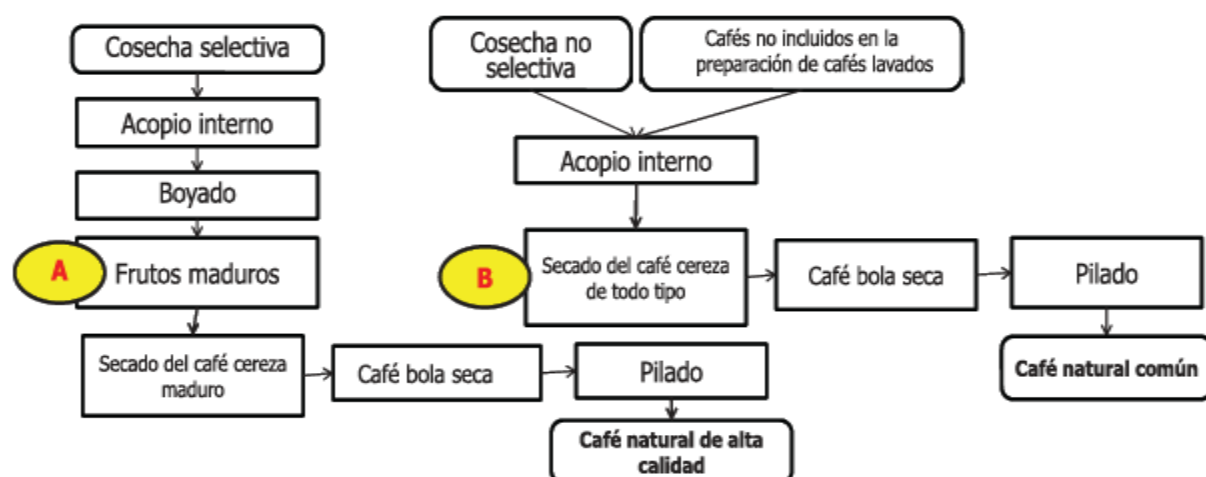 Cosecha selectiva
Acopio interno
Boyado
A
Frutos maduros
Secado del café cereza
maduro
Café bola seca
Pilado
Café natural de alta
calidad
Cosecha no
selectiva
Cafés no incluidos en la
preparación de cafés lavados
Acopio interno
B
Secado del café cereza
de todo tipo
Café bola seca
Pilado
Café natural común